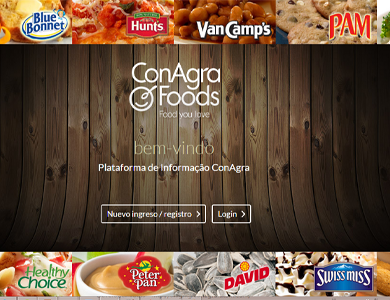 Blue Bonnet
Hunt's
Van Camp's
PAM
ConAgra
Foods
Food you love
bem-vindo
Plataforma de Informação ConAgra
Nuevo ingreso / registro >
Login >
Healthy
Choice
Peter
Pan
DAVID
Swiss miss